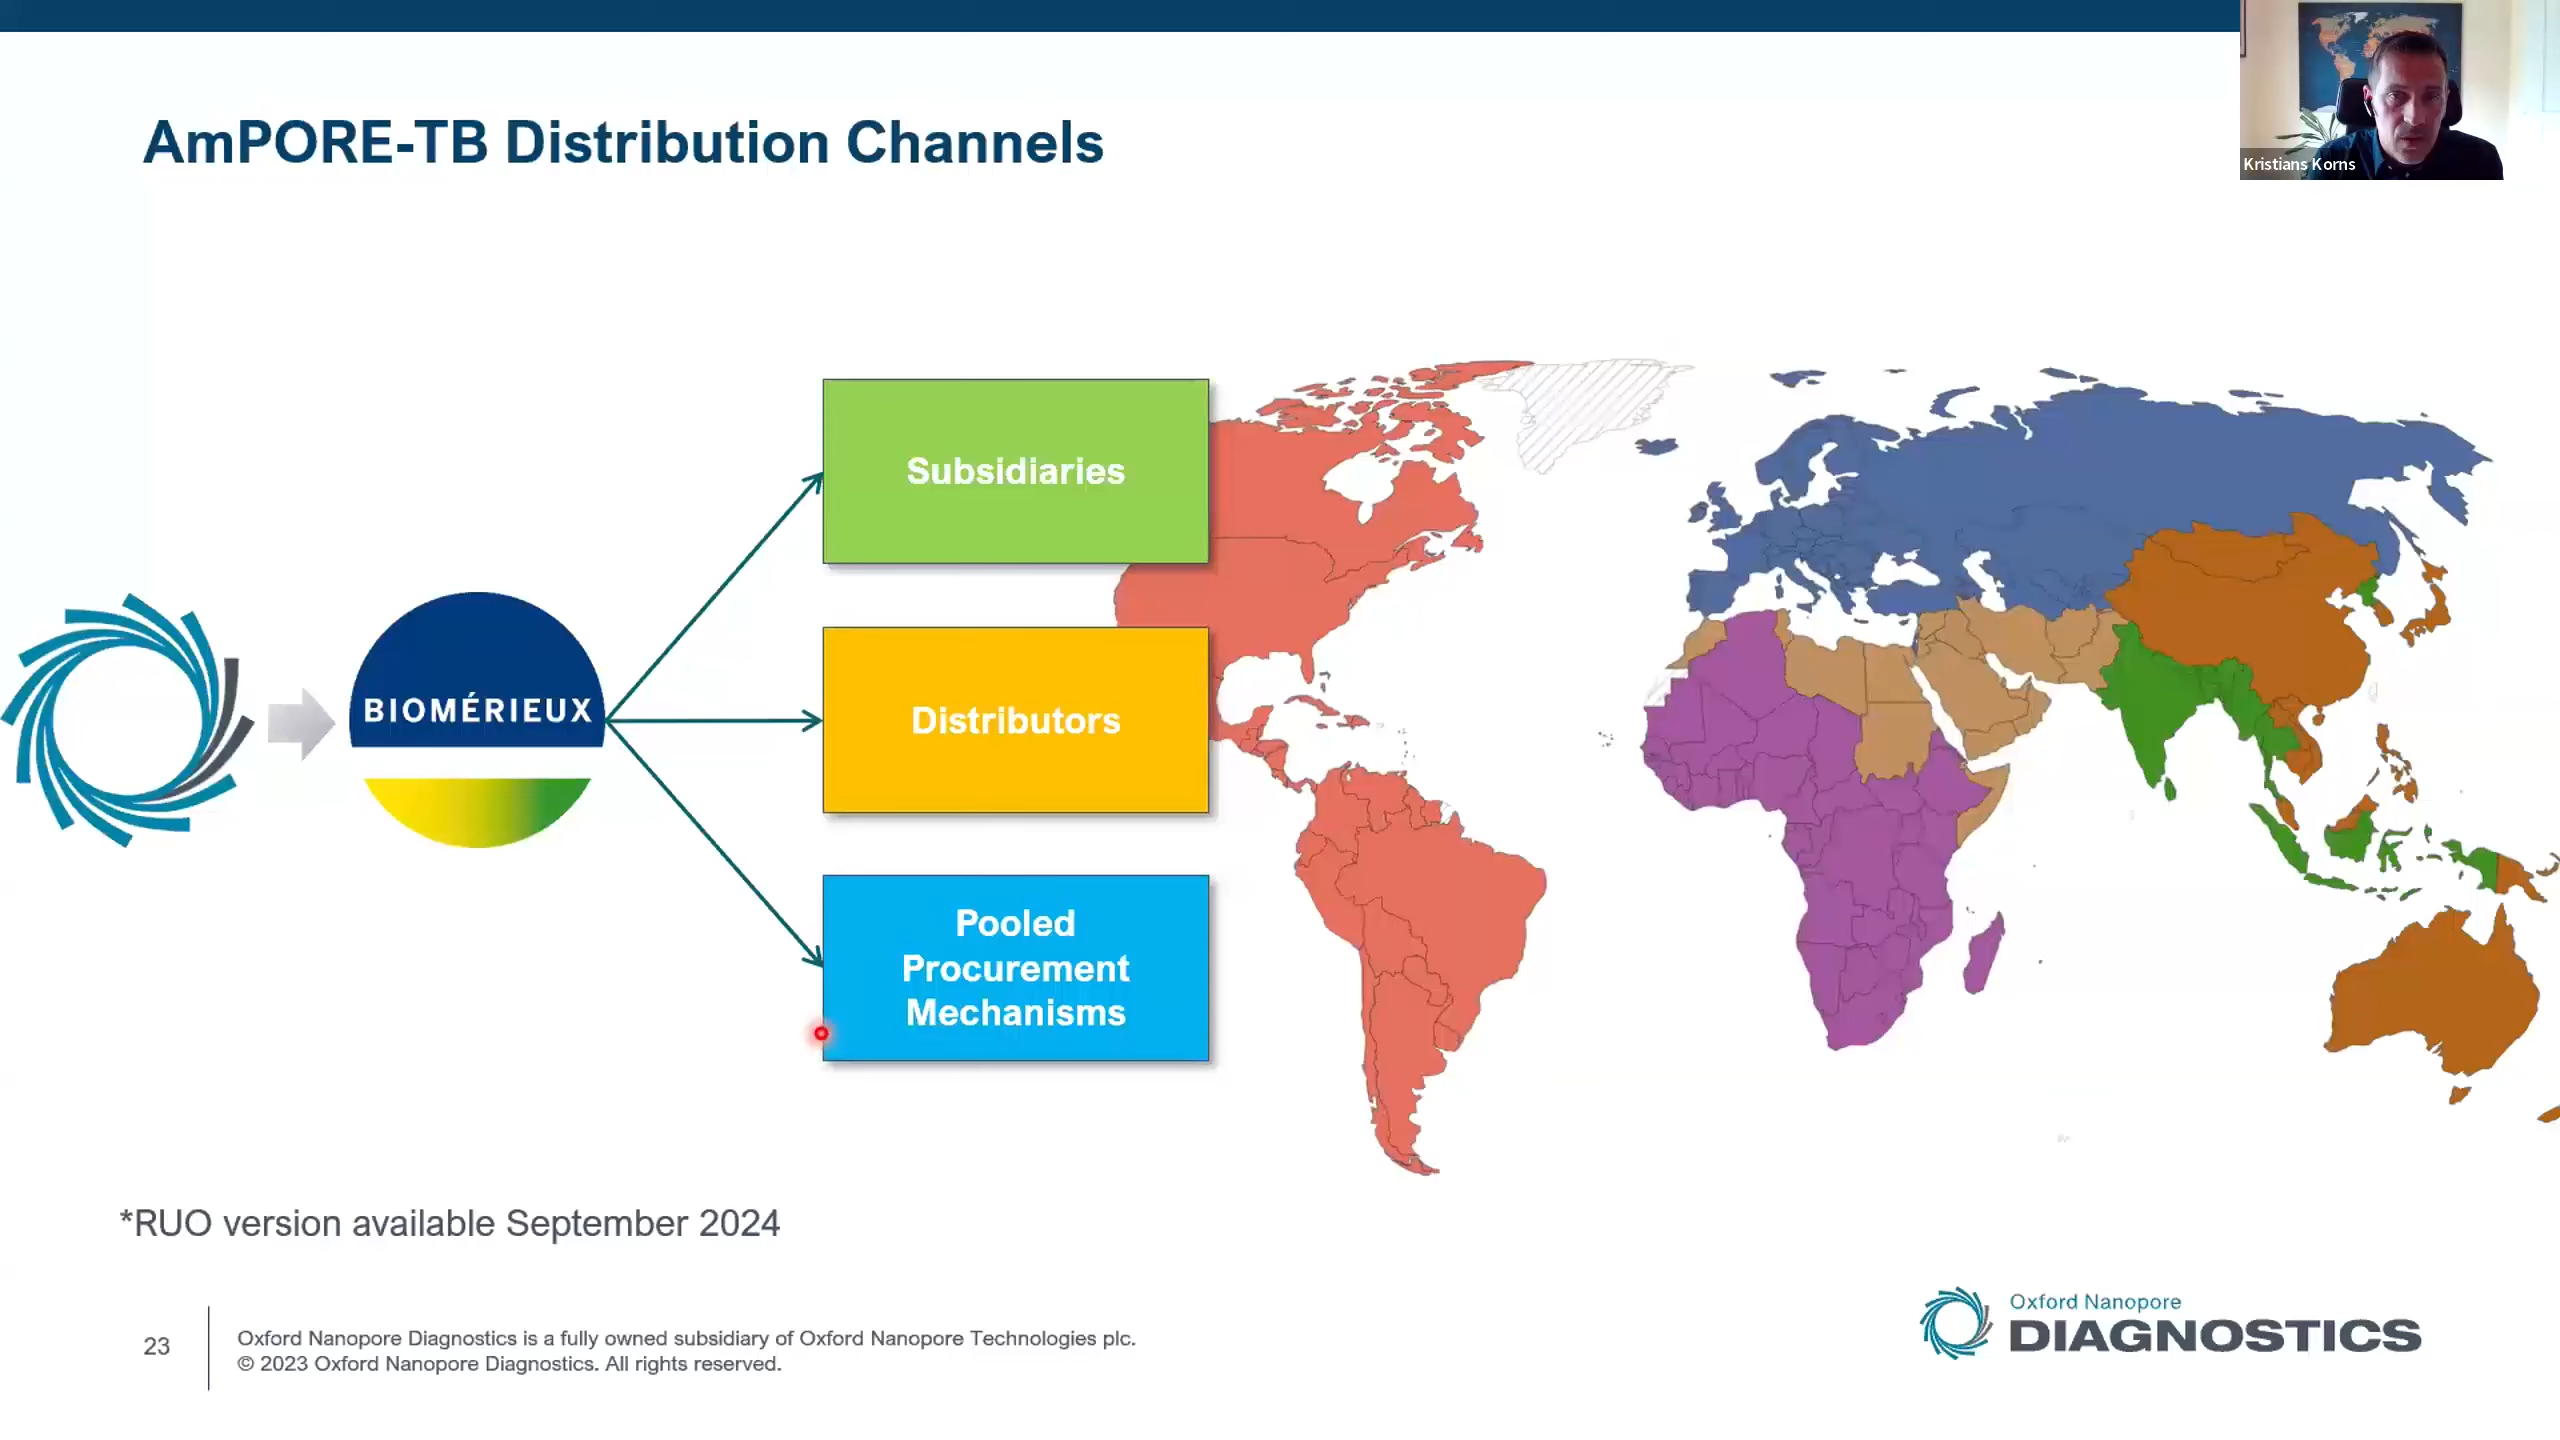 AmPORE-TB Distribution Channels
Kristians Korns
Subsidiaries
BIOMÉRIEUX
Distributors
Pooled
Procurement
Mechanisms
*RUO version available September 2024
23
Oxford Nanopore Diagnostics is a fully owned subsidiary of Oxford Nanopore Technologies plc.
© 2023 Oxford Nanopore Diagnostics. All rights reserved.
Oxford Nanopore
DIAGNOSTICS